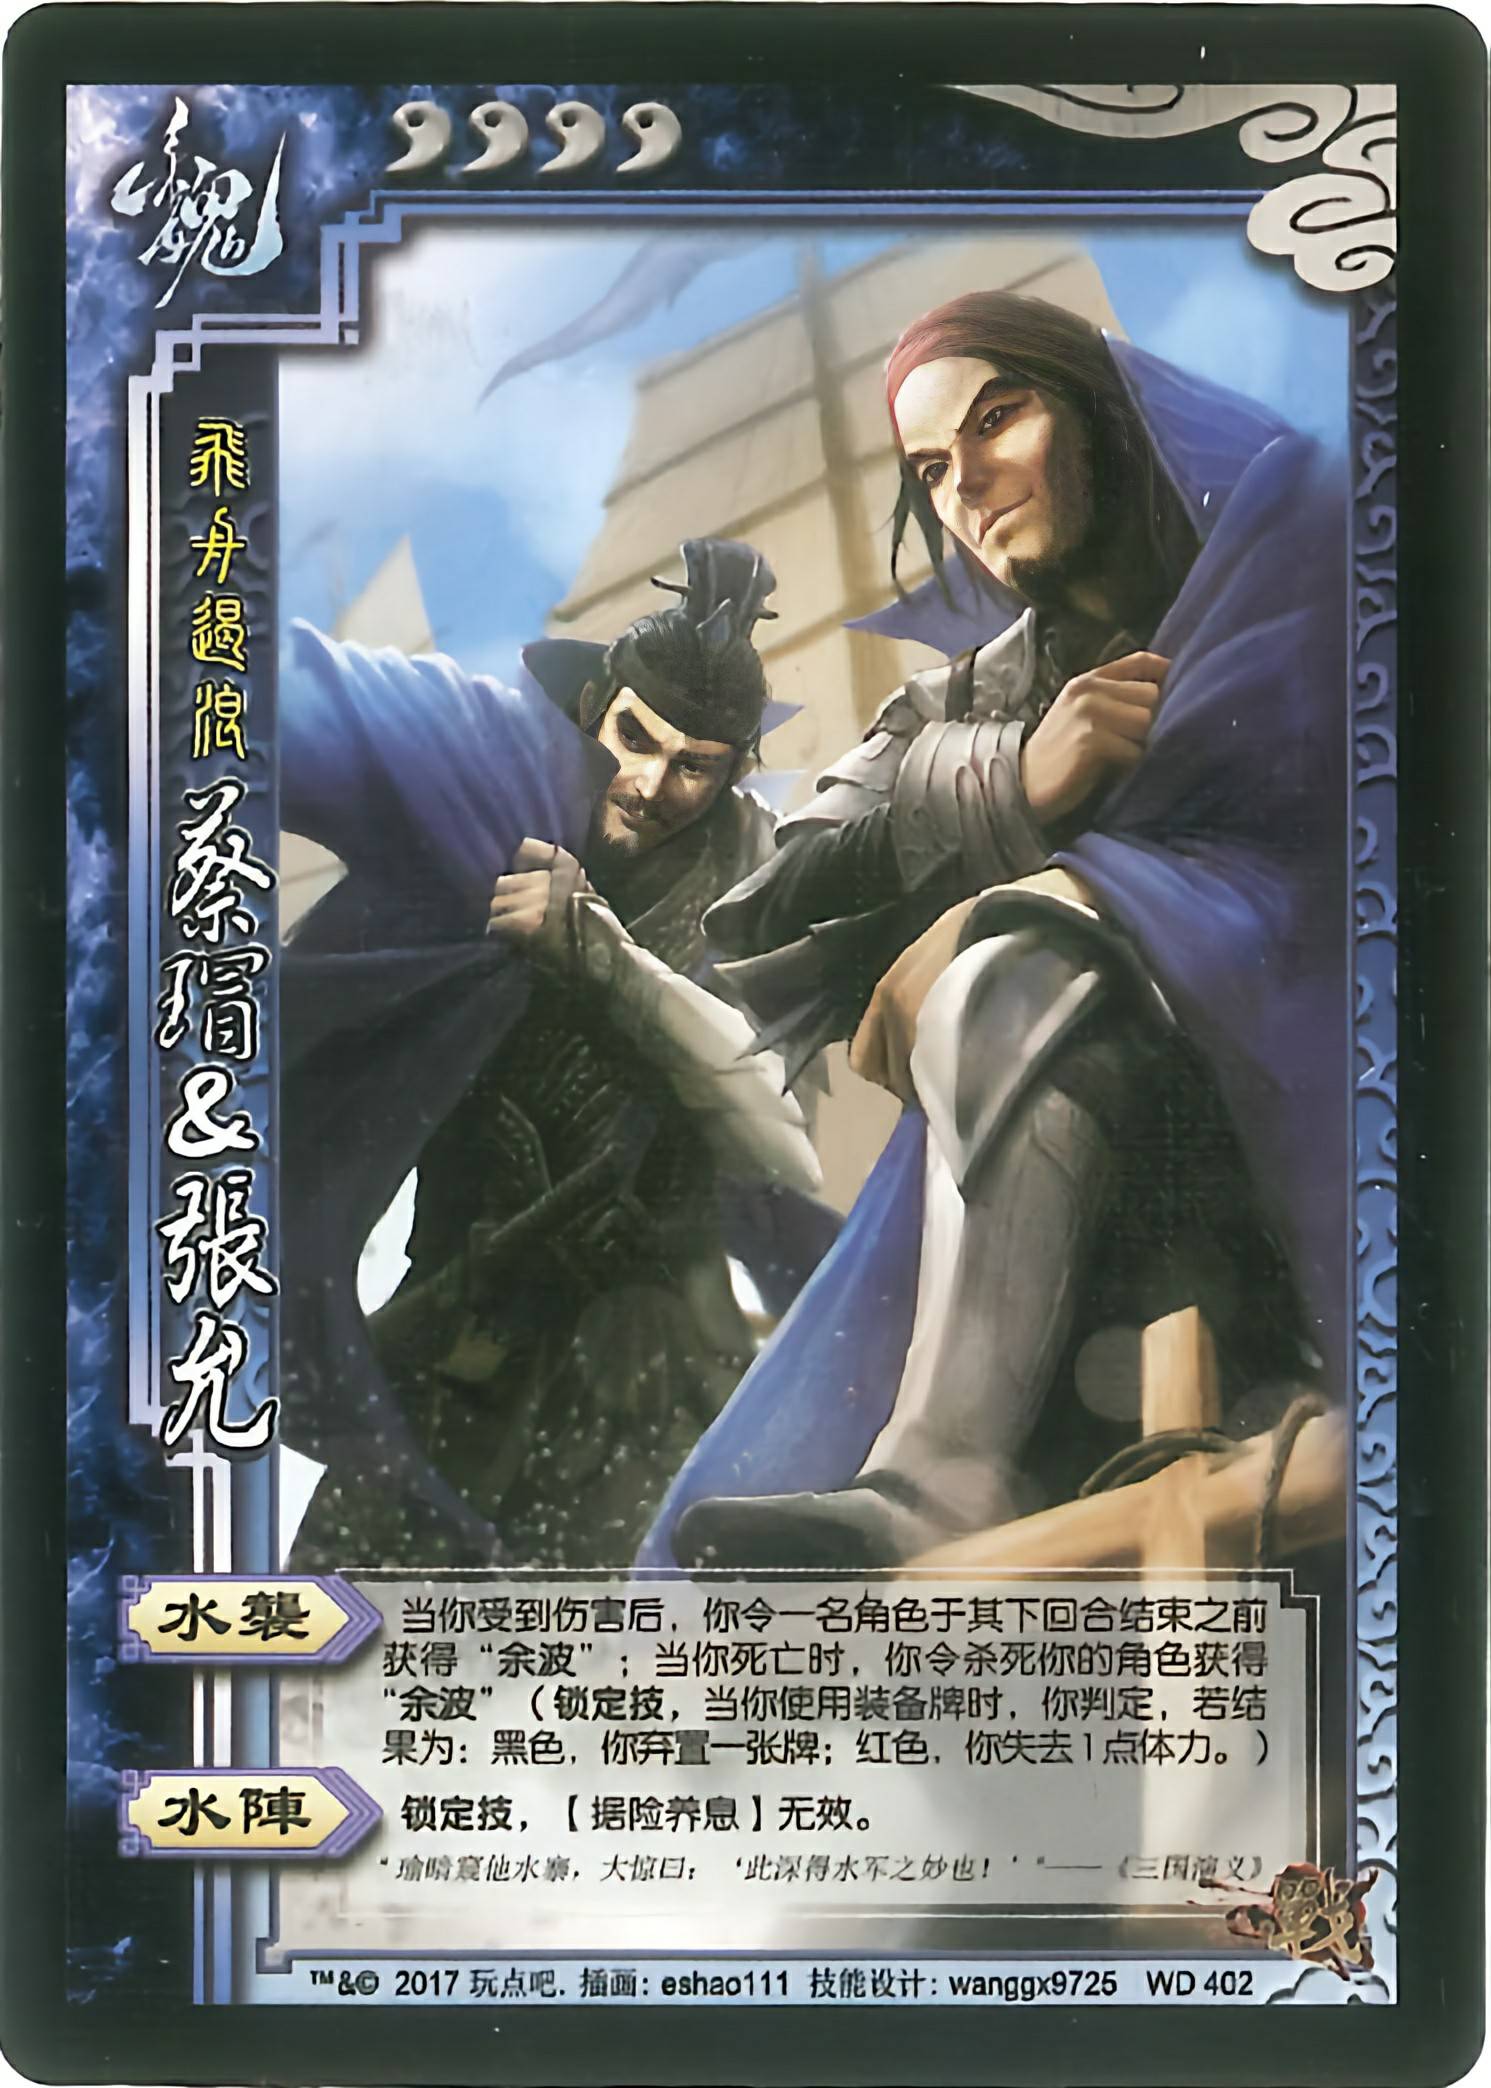 魏
飛舟遏浪
蔡瑁&張允
水襲
当你受到伤害后，你令一名角色于其下回合结束之前
获得“余波”；当你死亡时，你令杀死你的角色获得
“余波”（锁定技，当你使用装备牌时，你判定，若结
果为：黑色，你弃置一张牌；红色，你失去1点体力。）
水陣
锁定技，【据险养息】无效。
“瑜暗窥他水寨，大惊曰：‘此深得水军之妙也！’”——《三国演义》
戰
™&© 2017 玩点吧. 插画: eshao111 技能设计: wanggx9725 WD 402